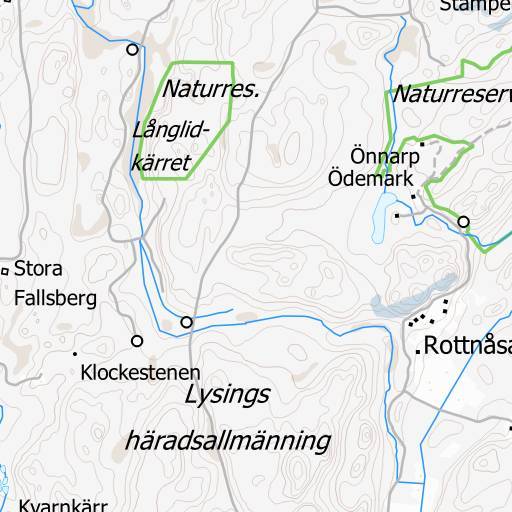 Stampe
Naturres.
Naturreserv
Långlid-
kärret
Önnarp
Ödemark
Stora
Fallsberg
Rottnåsa
Klockestenen
Lysings
häradsallmänning
Kvarnkärr